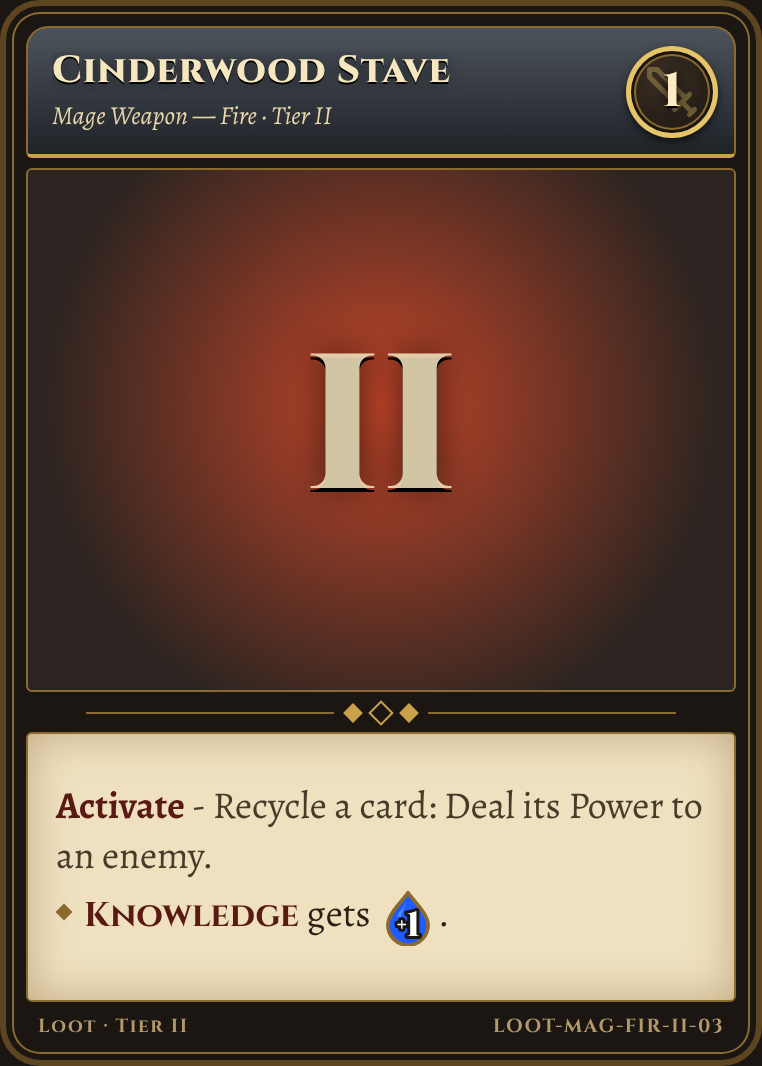 Cinderwood Stave
Mage Weapon — Fire · Tier II
1
II
Activate - Recycle a card: Deal its Power to
an enemy.
Knowledge gets +1 .
Loot · Tier II
LOOT-MAG-FIR-II-03